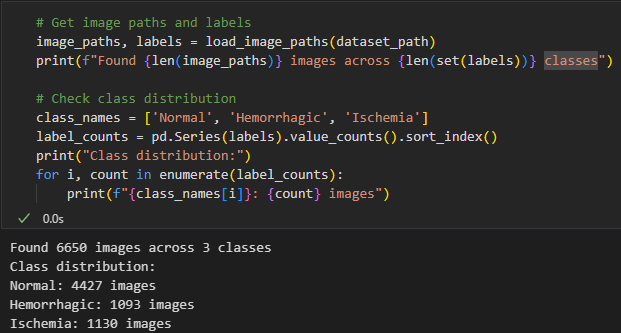 # Get image paths and labels
image_paths, labels = load_image_paths(dataset_path)
print(f"Found {len(image_paths)} images across {len(set(labels))} classes")
# Check class distribution
class_names = ['Normal', 'Hemorrhagic', 'Ischemia']
label_counts = pd.Series(labels).value_counts().sort_index()
print("Class distribution:")
for i, count in enumerate(label_counts):
    print(f"{class_names[i]}: {count} images")
0.0s
Found 6650 images across 3 classes
Class distribution:
Normal: 4427 images
Hemorrhagic: 1093 images
Ischemia: 1130 images